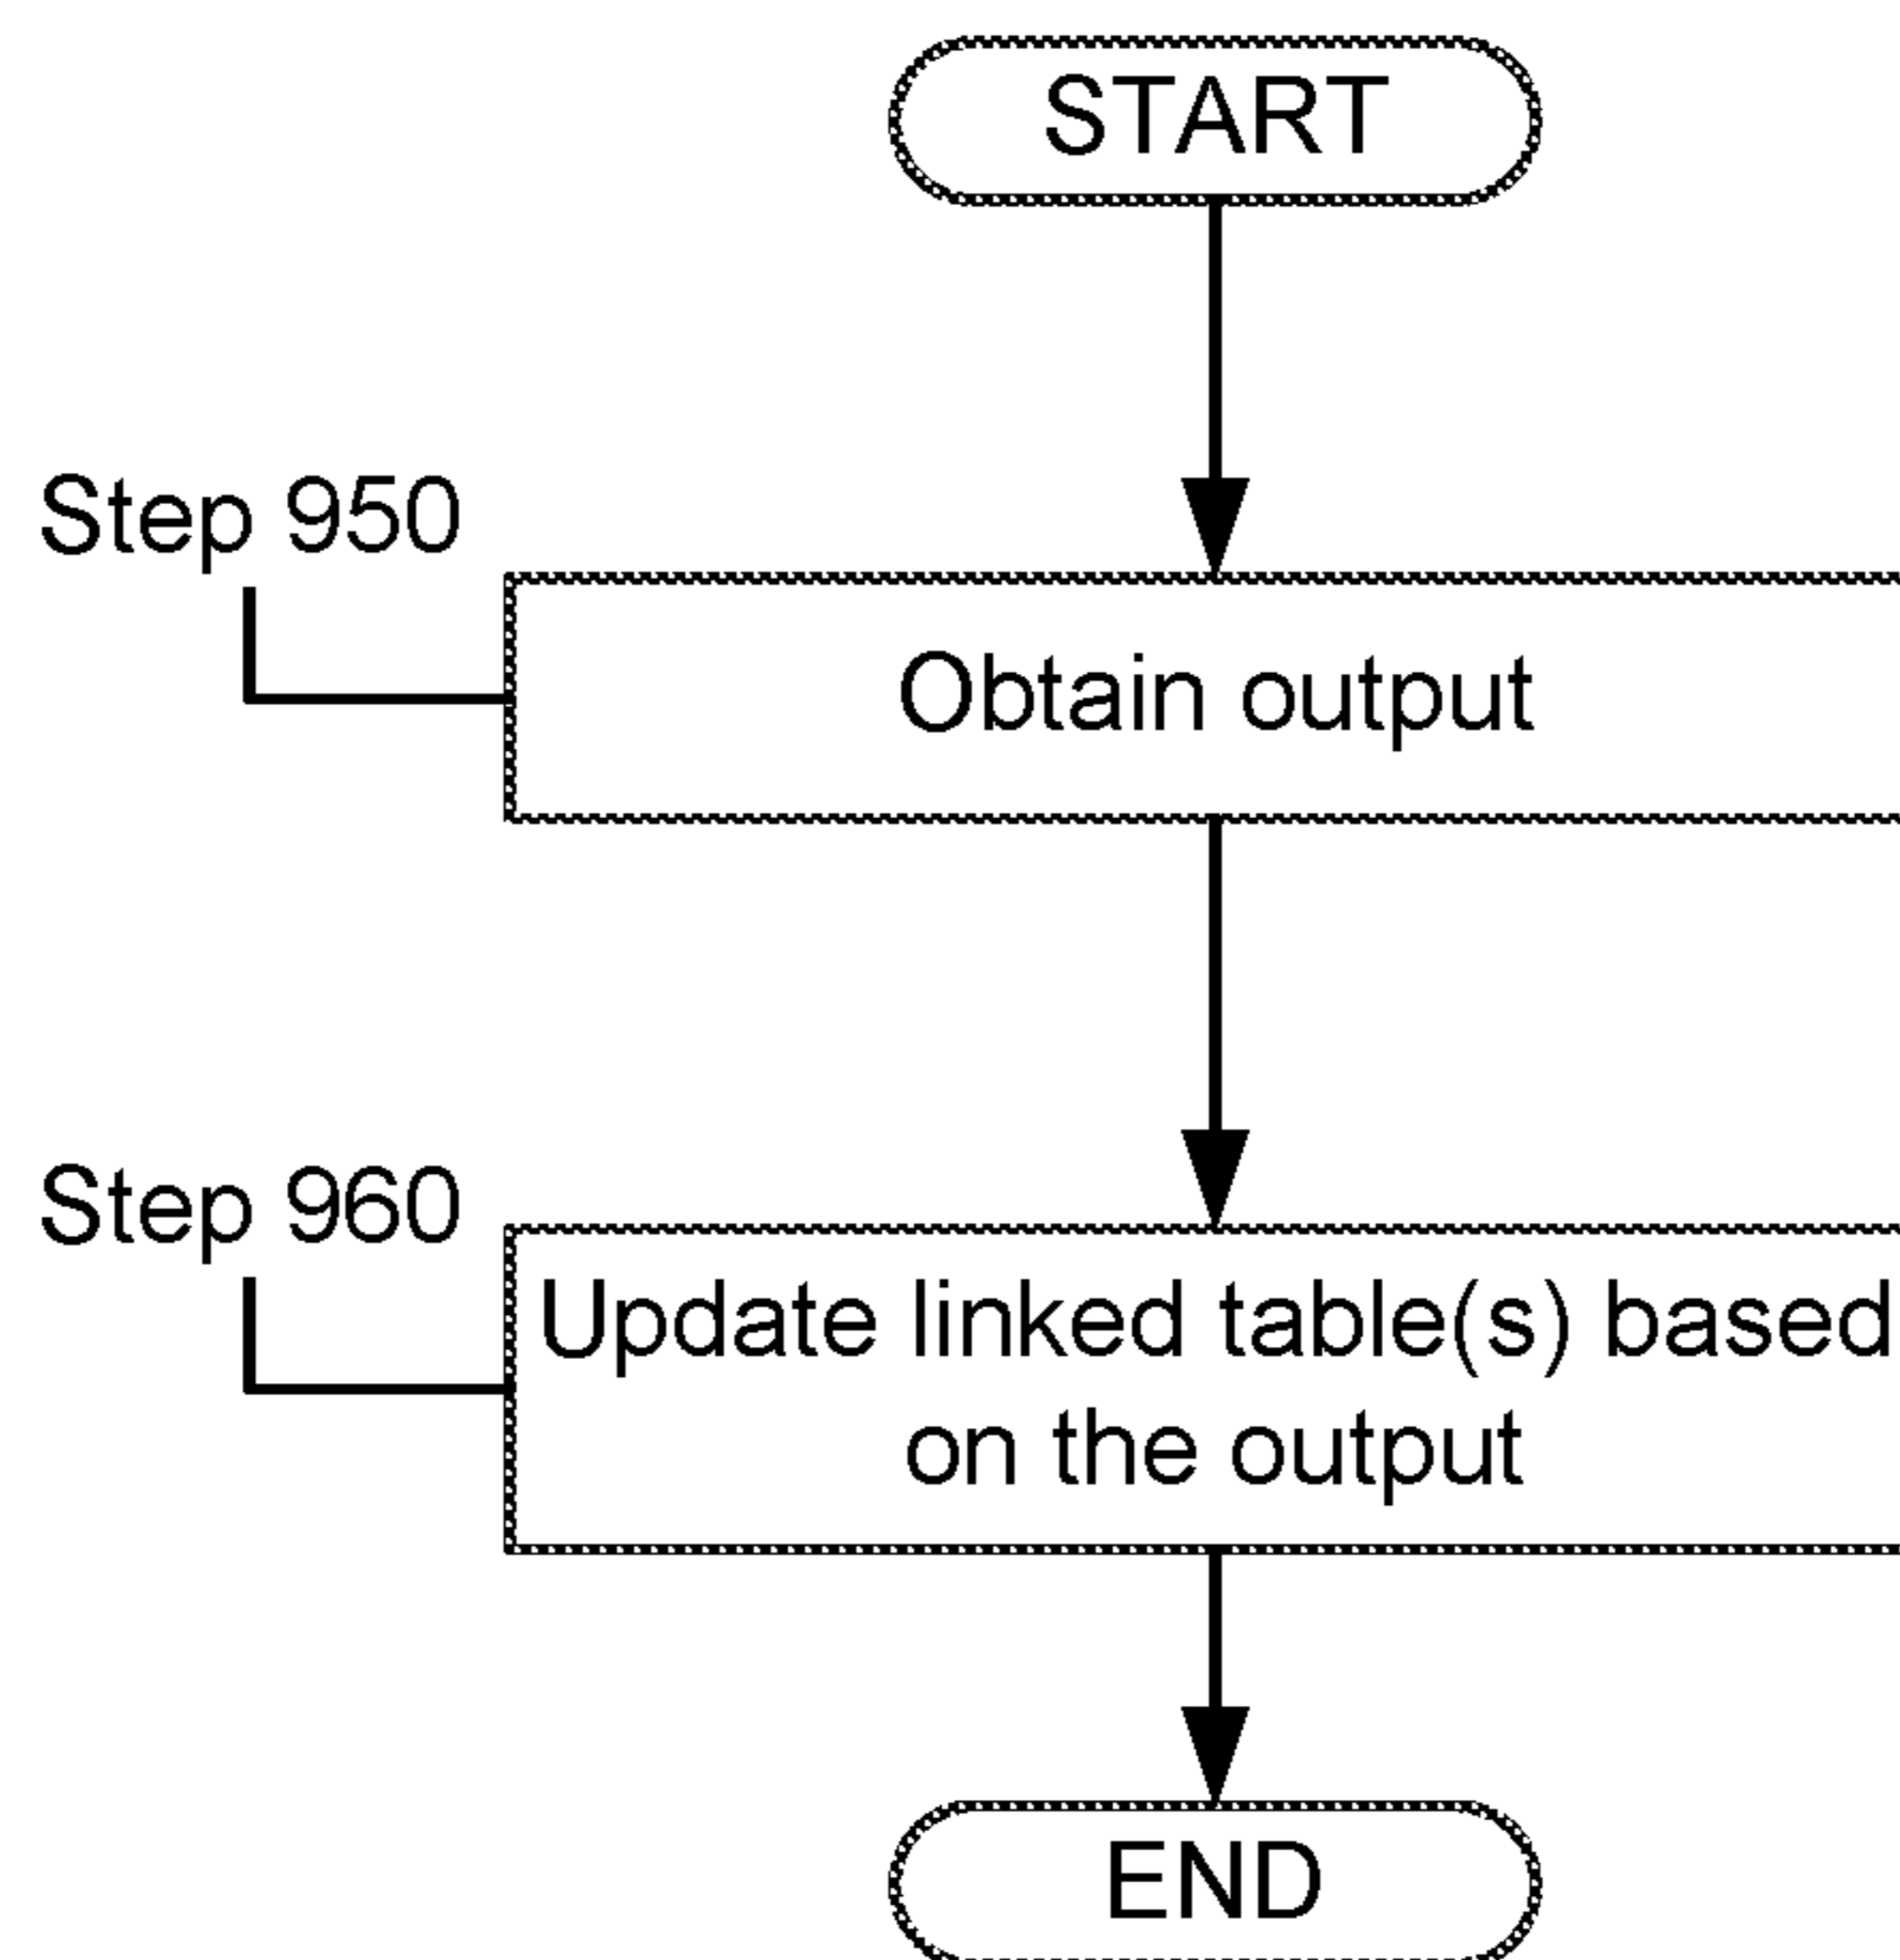 START
Step 950
Obtain output
Step 960
Update linked table(s) based
on the output
END